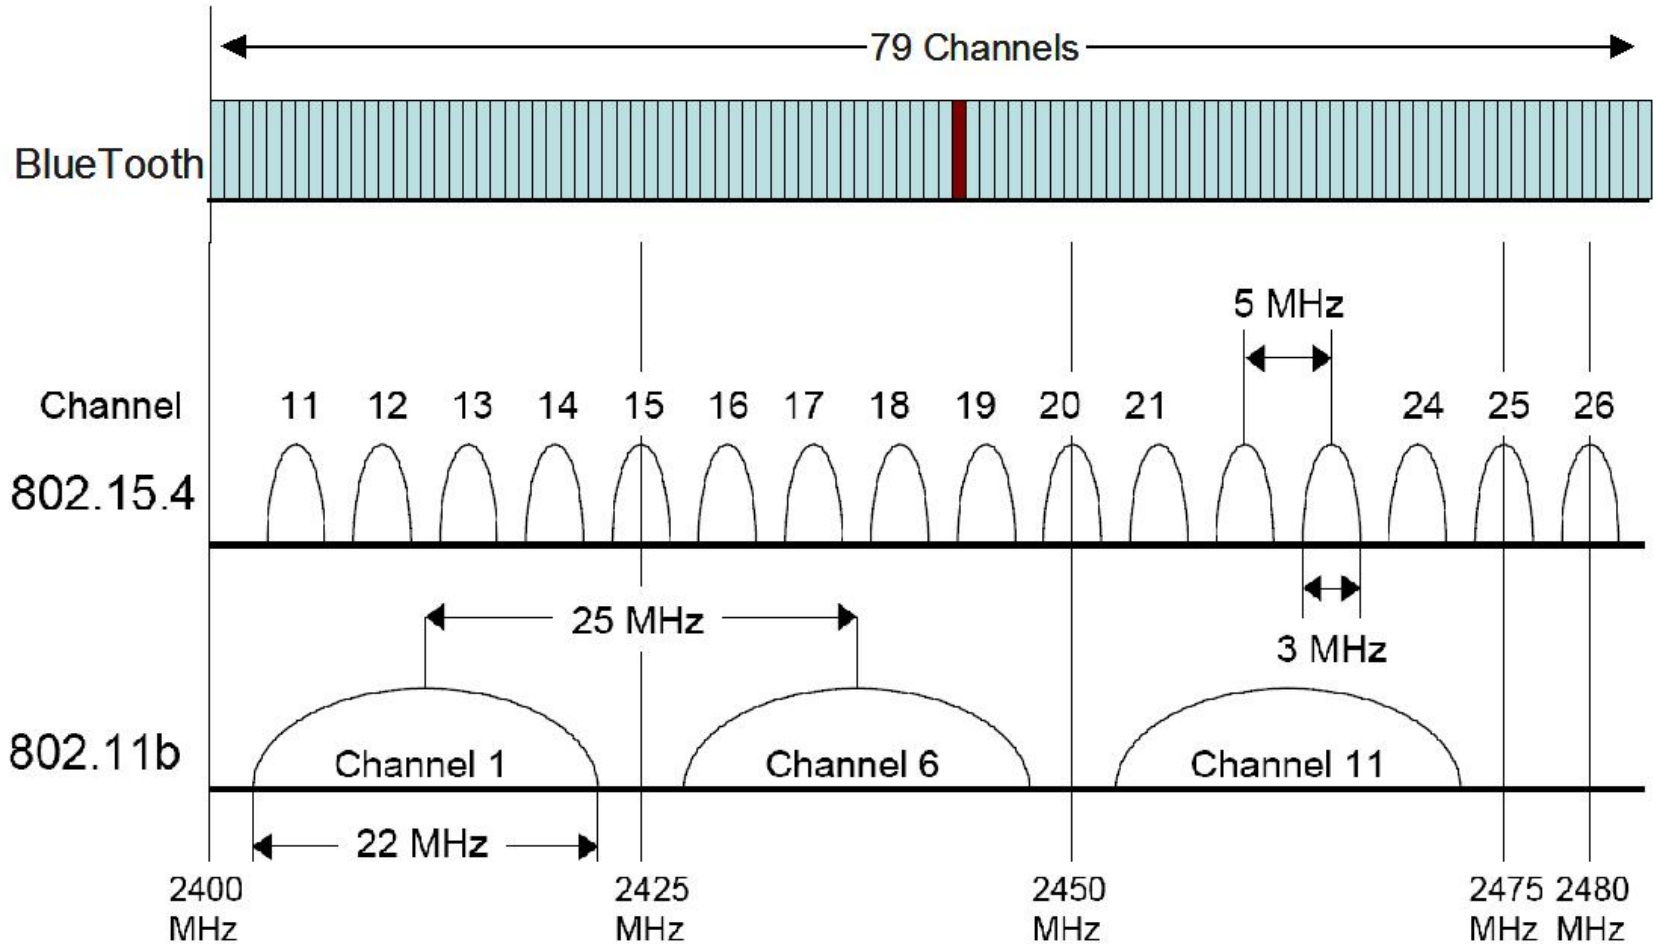 79 Channels
BlueTooth
5 MHz
Channel 11 12 13 14 15 16 17 18 19 20 21 24 25 26
802.15.4
25 MHz
3 MHz
802.11b
Channel 1 Channel 6 Channel 11
22 MHz
2400 2425 2450 2475 2480
MHz MHz MHz MHz MHz